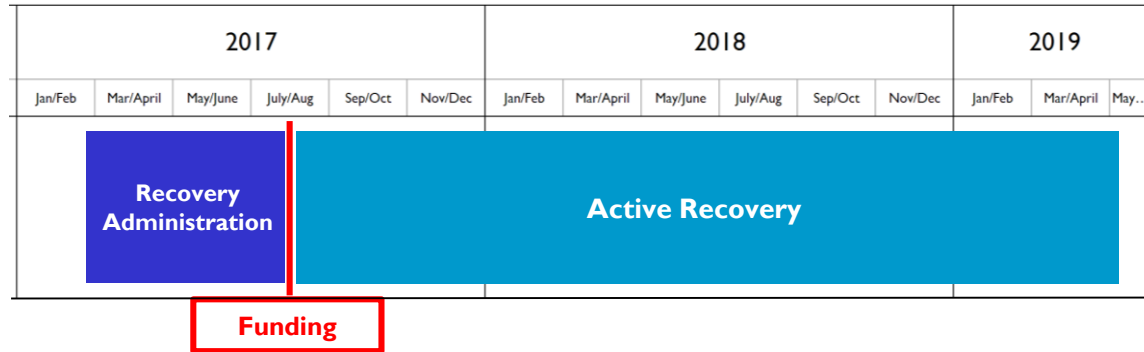 2017 2018 2019
Jan/Feb Mar/April May/June July/Aug Sep/Oct Nov/Dec Jan/Feb Mar/April May/June July/Aug Sep/Oct Nov/Dec Jan/Feb Mar/April May...
Recovery
Administration
Active Recovery
Funding